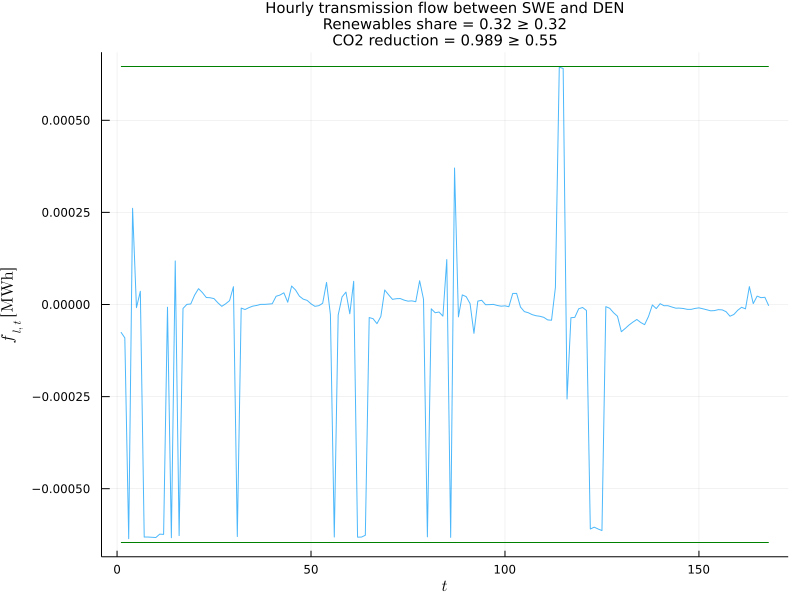 Hourly transmission flow between SWE and DEN
Renewables share = 0.32 ≥ 0.32
CO2 reduction = 0.989 ≥ 0.55
0.00050
0.00025
0.00000
−0.00025
−0.00050
f_{l,t} [MWh]
0 50 100 150
t